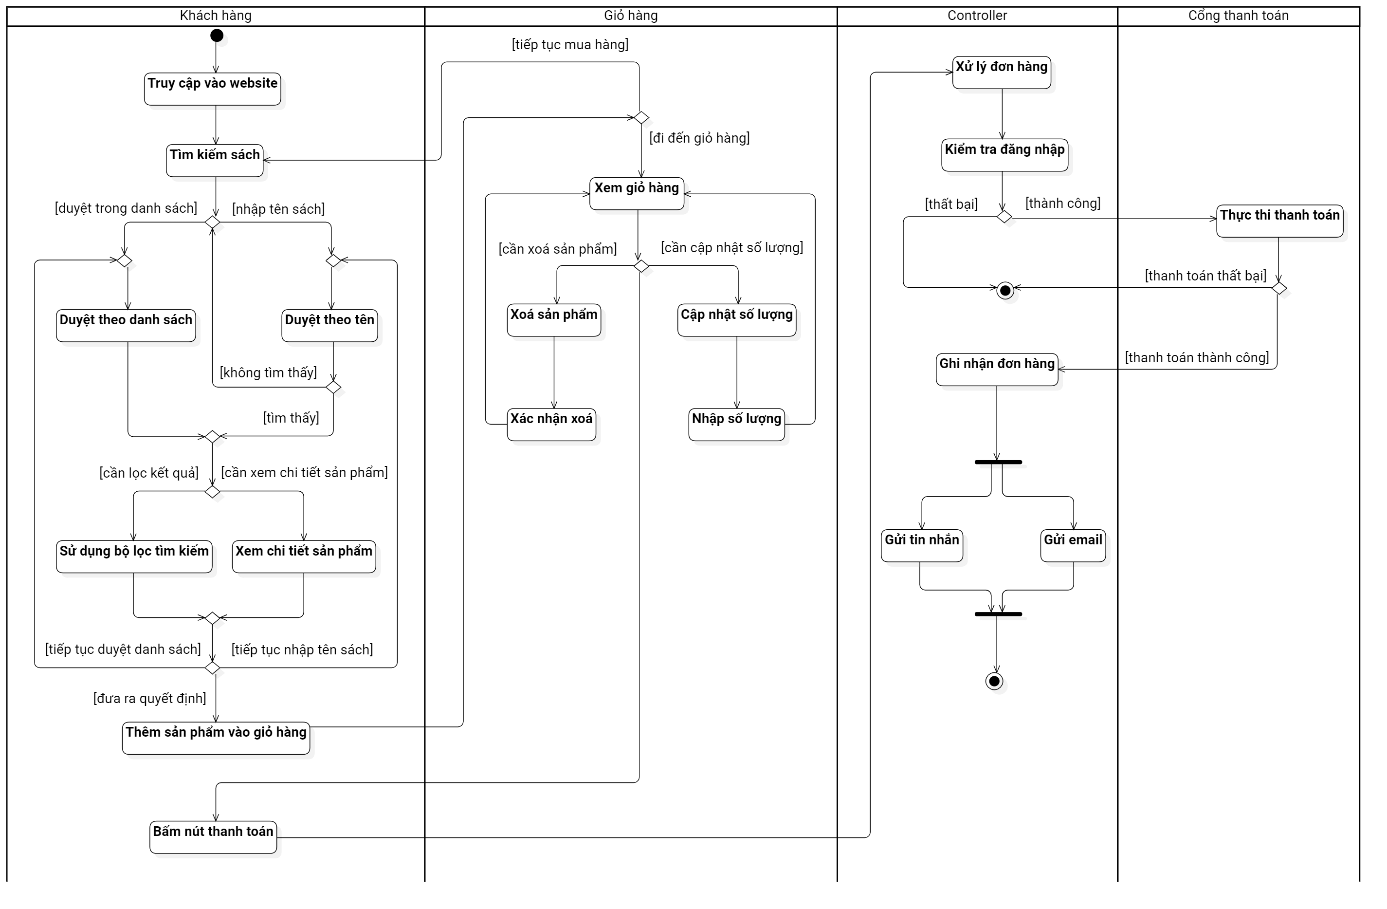 Khách hàng
Giỏ hàng
Controller
Cổng thanh toán
Truy cập vào website
Tìm kiếm sách
[duyệt trong danh sách]
[nhập tên sách]
Duyệt theo danh sách
Duyệt theo tên
[không tìm thấy]
[tìm thấy]
[cần lọc kết quả]
[cần xem chi tiết sản phẩm]
Sử dụng bộ lọc tìm kiếm
Xem chi tiết sản phẩm
[tiếp tục duyệt danh sách]
[tiếp tục nhập tên sách]
[đưa ra quyết định]
Thêm sản phẩm vào giỏ hàng
Bấm nút thanh toán
[tiếp tục mua hàng]
[đi đến giỏ hàng]
Xem giỏ hàng
[cần xoá sản phẩm]
[cần cập nhật số lượng]
Xoá sản phẩm
Cập nhật số lượng
Xác nhận xoá
Nhập số lượng
Xử lý đơn hàng
Kiểm tra đăng nhập
[thất bại]
[thành công]
Thực thi thanh toán
[thanh toán thất bại]
[thanh toán thành công]
Ghi nhận đơn hàng
Gửi tin nhắn
Gửi email